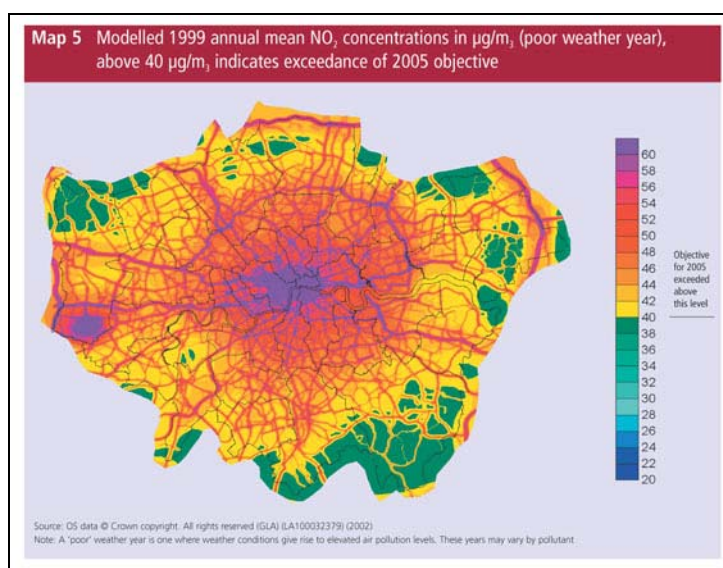 Map 5 Modelled 1999 annual mean NO₂ concentrations in µg/m₃ (poor weather year),
above 40 µg/m₃ indicates exceedance of 2005 objective
60
58
56
54
52
50
48
46
44
42
40
38
36
34
32
30
28
26
24
22
20
Objective
for 2005
exceeded
above
this level
Source: OS data © Crown copyright. All rights reserved (GLA) (LA100032379) (2002)
Note: A 'poor' weather year is one where weather conditions give rise to elevated air pollution levels. These years may vary by pollutant